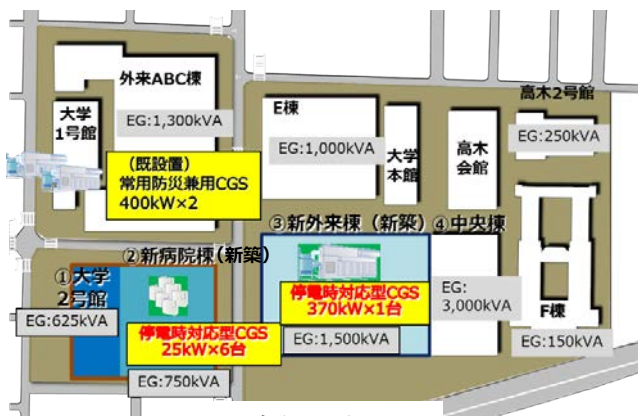 外来ABC棟
EG:1,300kVA
大学
1号館
(既設置)
常用防災兼用CGS
400kW×2
E棟
EG:1,000kVA
大学
本館
高木
会館
高木2号館
EG:250kVA
①大学
2号館
EG:625kVA
②新病院棟(新築)
停電時対応型CGS
25kW×6台
EG:750kVA
③新外来棟(新築)
停電時対応型CGS
370kW×1台
EG:1,500kVA
④中央棟
EG:
3,000kVA
F棟
EG:150kVA